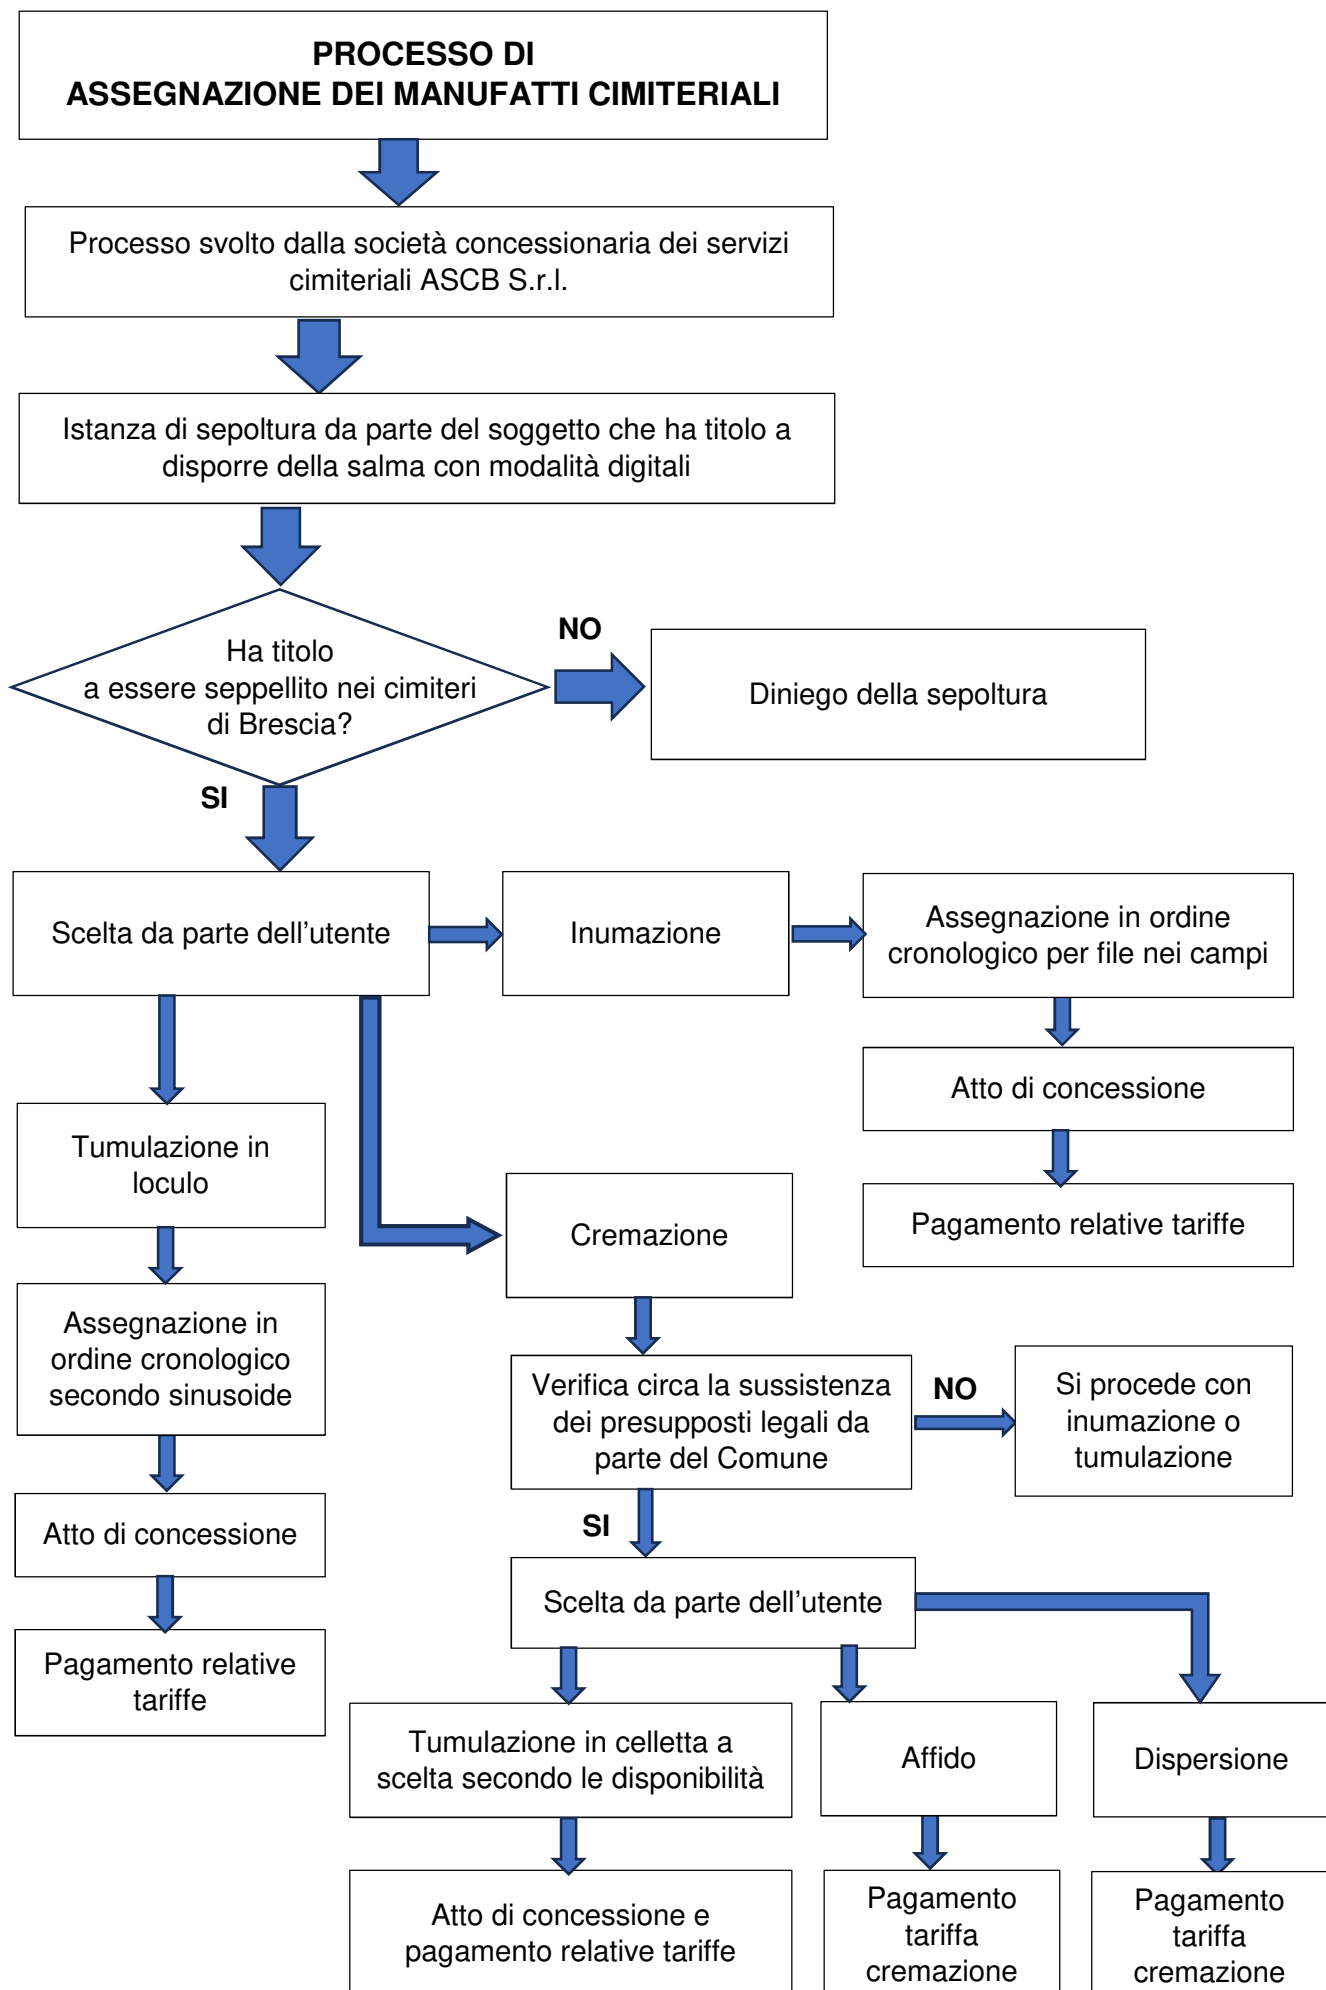 PROCESSO DI
ASSEGNAZIONE DEI MANUFATTI CIMITERIALI
Processo svolto dalla società concessionaria dei servizi
cimiteriali ASCB S.r.l.
Istanza di sepoltura da parte del soggetto che ha titolo a
disporre della salma con modalità digitali
Ha titolo
a essere seppellito nei cimiteri
di Brescia?
NO
Diniego della sepoltura
SI
Scelta da parte dell'utente
Inumazione
Assegnazione in ordine
cronologico per file nei campi
Atto di concessione
Pagamento relative tariffe
Tumulazione in
loculo
Assegnazione in
ordine cronologico
secondo sinusoide
Atto di concessione
Pagamento relative
tariffe
Cremazione
Verifica circa la sussistenza
dei presupposti legali da
parte del Comune
NO
Si procede con
inumazione o
tumulazione
SI
Scelta da parte dell'utente
Tumulazione in celletta a
scelta secondo le disponibilità
Affido
Dispersione
Atto di concessione e
pagamento relative tariffe
Pagamento
tariffa
cremazione
Pagamento
tariffa
cremazione